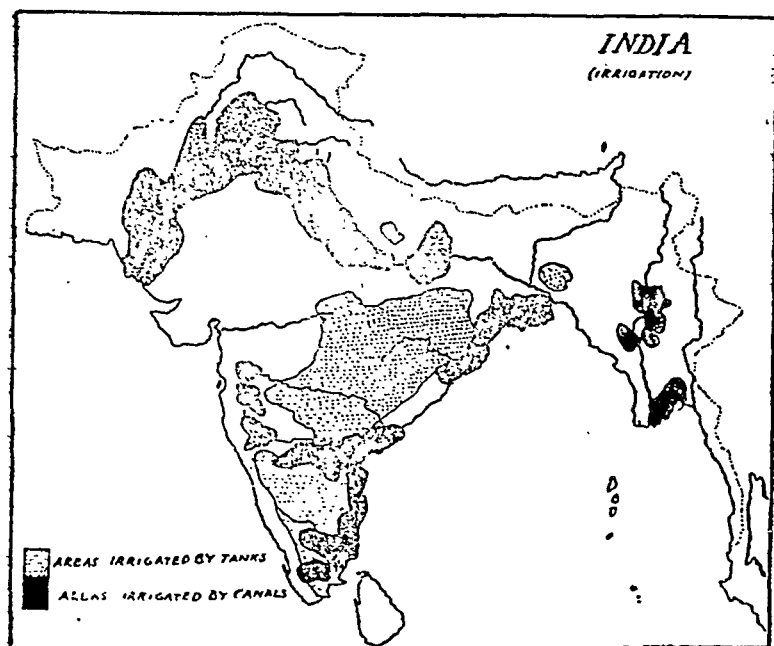 INDIA
(IRRIGATION)
AREAS IRRIGATED BY TANKS
AREAS IRRIGATED BY CANALS